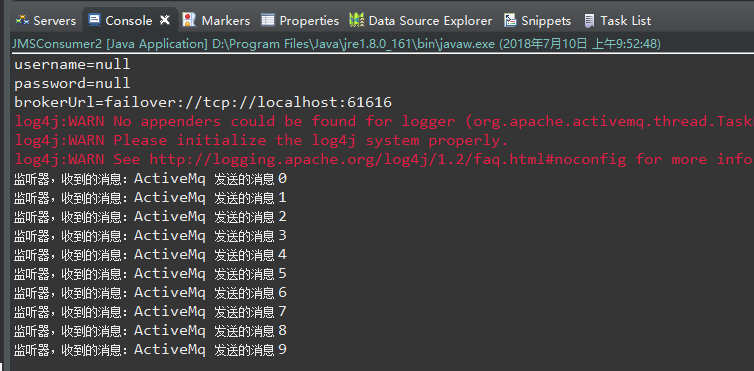 Servers Console Markers Properties Data Source Explorer Snippets Task List
JMSConsumer2 [Java Application] D:\Program Files\Java\jre1.8.0_161\bin\javaw.exe (2018年7月10日 上午9:52:48)
username=null
password=null
brokerUrl=failover://tcp://localhost:61616
log4j:WARN No appenders could be found for logger (org.apache.activemq.thread.Task
log4j:WARN Please initialize the log4j system properly.
log4j:WARN See http://logging.apache.org/log4j/1.2/faq.html#noconfig for more info
监听器，收到的消息：ActiveMq 发送的消息0
监听器，收到的消息：ActiveMq 发送的消息1
监听器，收到的消息：ActiveMq 发送的消息2
监听器，收到的消息：ActiveMq 发送的消息3
监听器，收到的消息：ActiveMq 发送的消息4
监听器，收到的消息：ActiveMq 发送的消息5
监听器，收到的消息：ActiveMq 发送的消息6
监听器，收到的消息：ActiveMq 发送的消息7
监听器，收到的消息：ActiveMq 发送的消息8
监听器，收到的消息：ActiveMq 发送的消息9